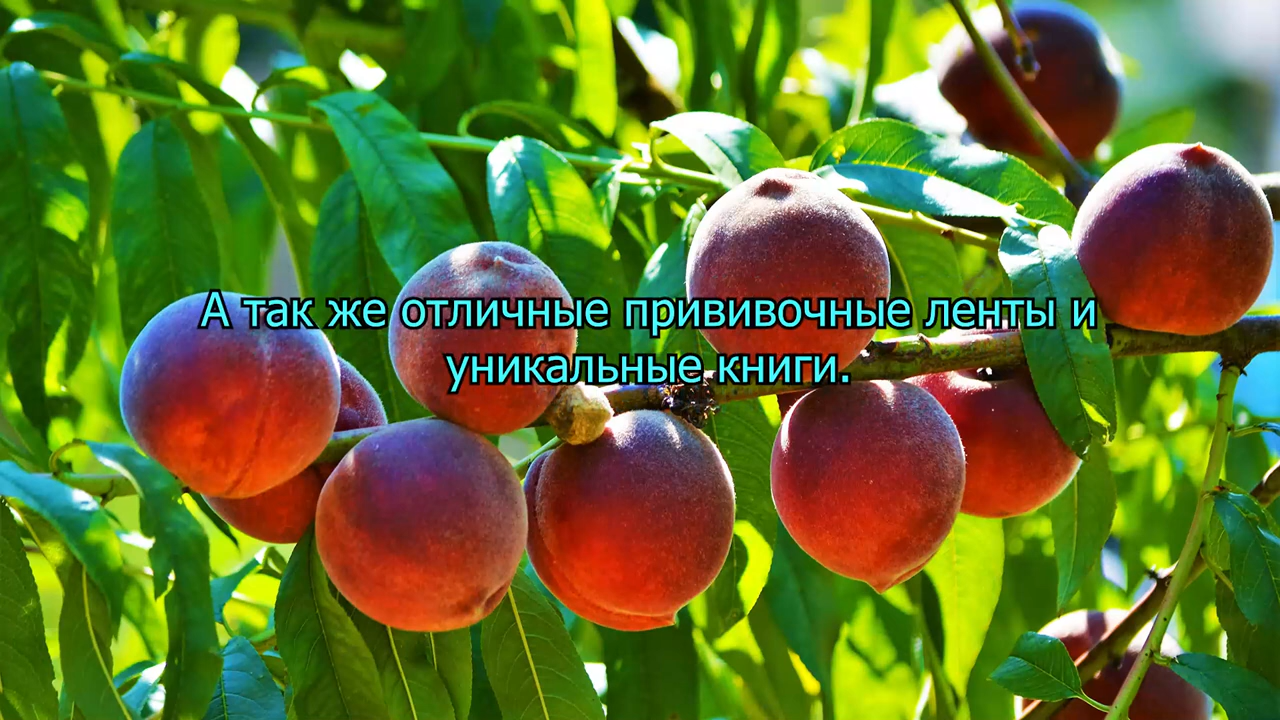 А так же отличные прививочные ленты и
уникальные книги.